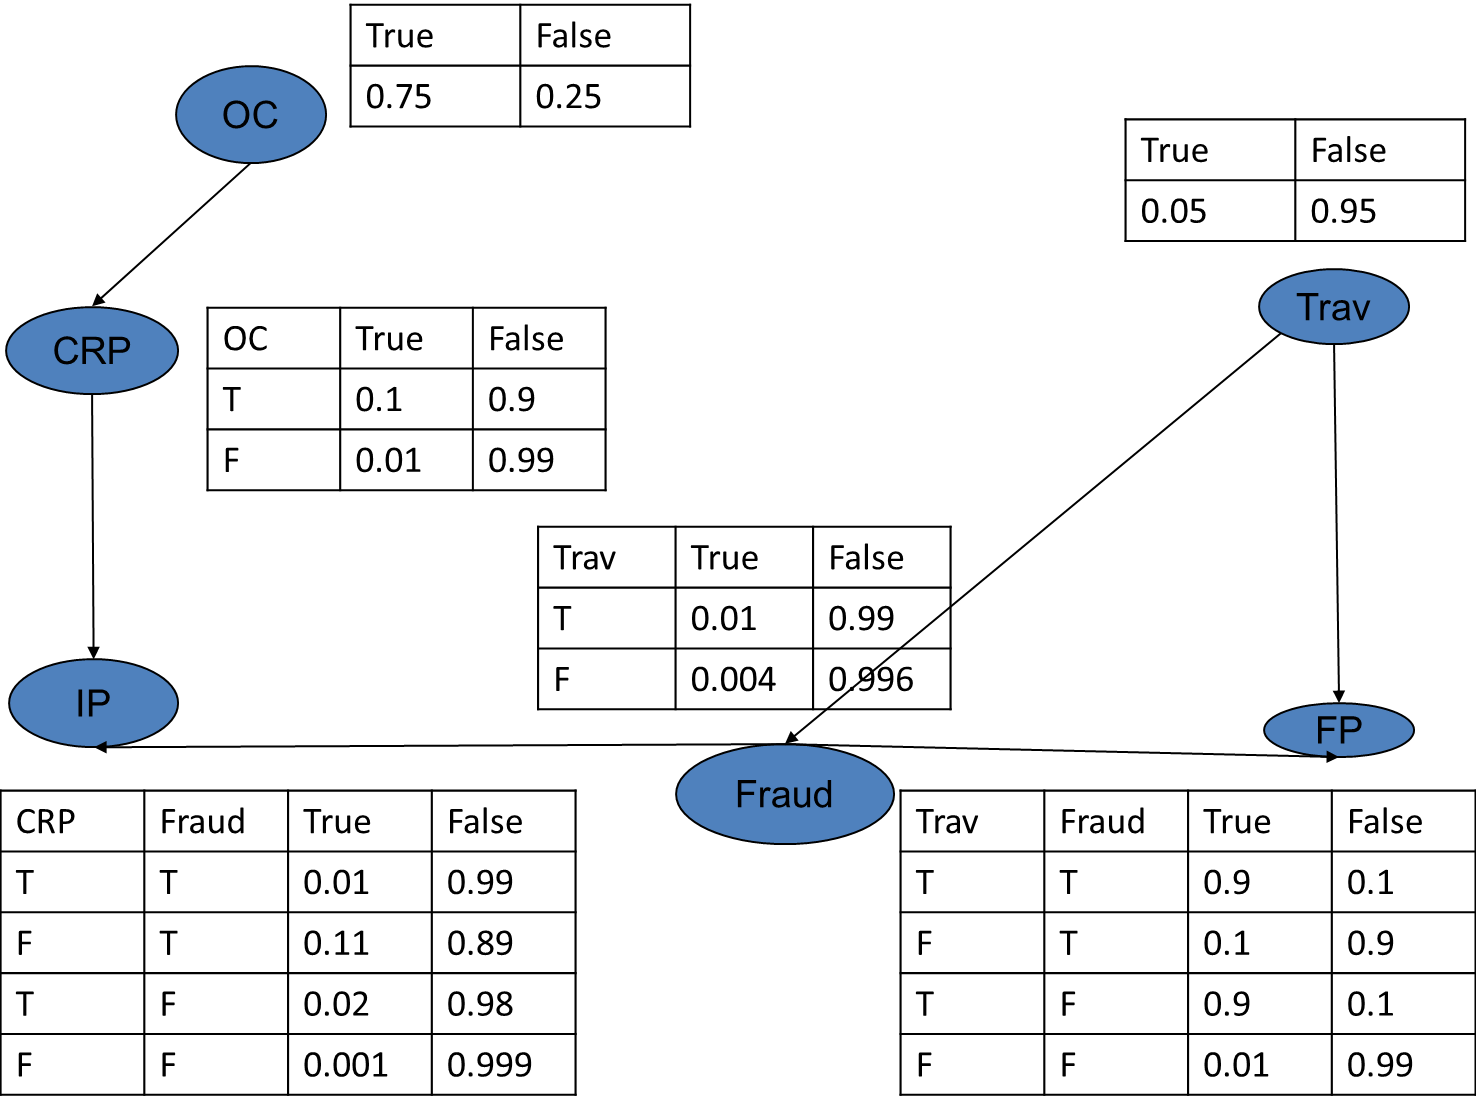 True False
0.75 0.25
OC
True False
0.05 0.95
Trav
CRP
OC True False
T 0.1 0.9
F 0.01 0.99
Trav True False
T 0.01 0.99
F 0.004 0.996
IP
FP
Fraud
CRP Fraud True False
T T 0.01 0.99
F T 0.11 0.89
T F 0.02 0.98
F F 0.001 0.999
Trav Fraud True False
T T 0.9 0.1
F T 0.1 0.9
T F 0.9 0.1
F F 0.01 0.99